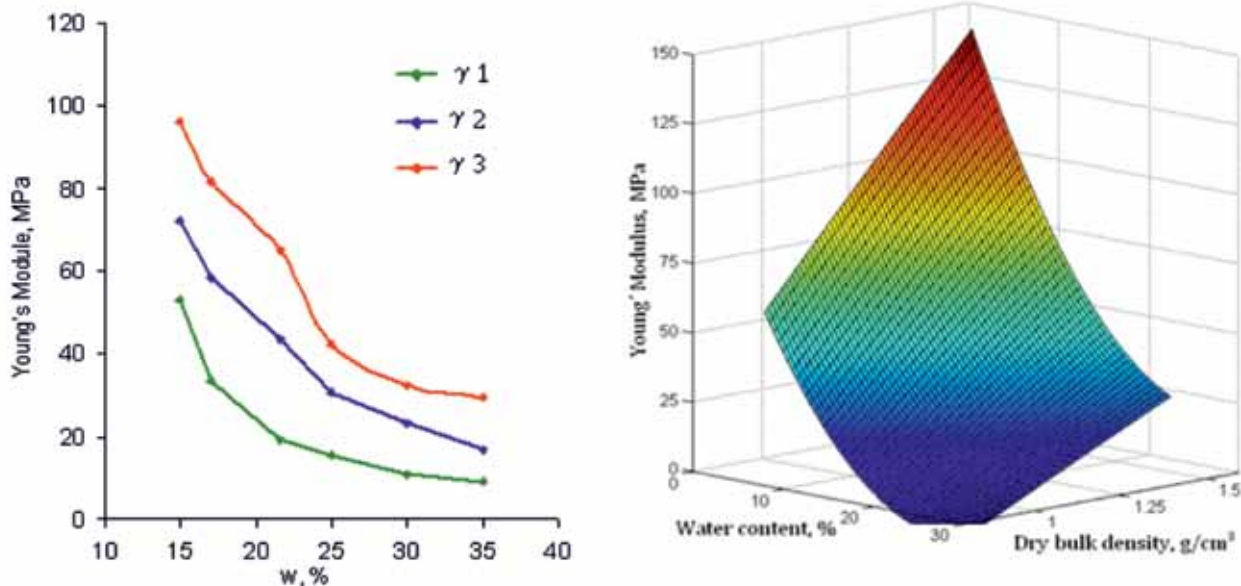 120
100
80
60
40
20
0
10 15 20 25 30 35 40
Young's Module, MPa
w, %
γ 1
γ 2
γ 3
150
125
100
75
50
25
0
0
10
20
30
1
1.25
1.5
Young' Modulus, MPa
Water content, %
Dry bulk density, g/cm³